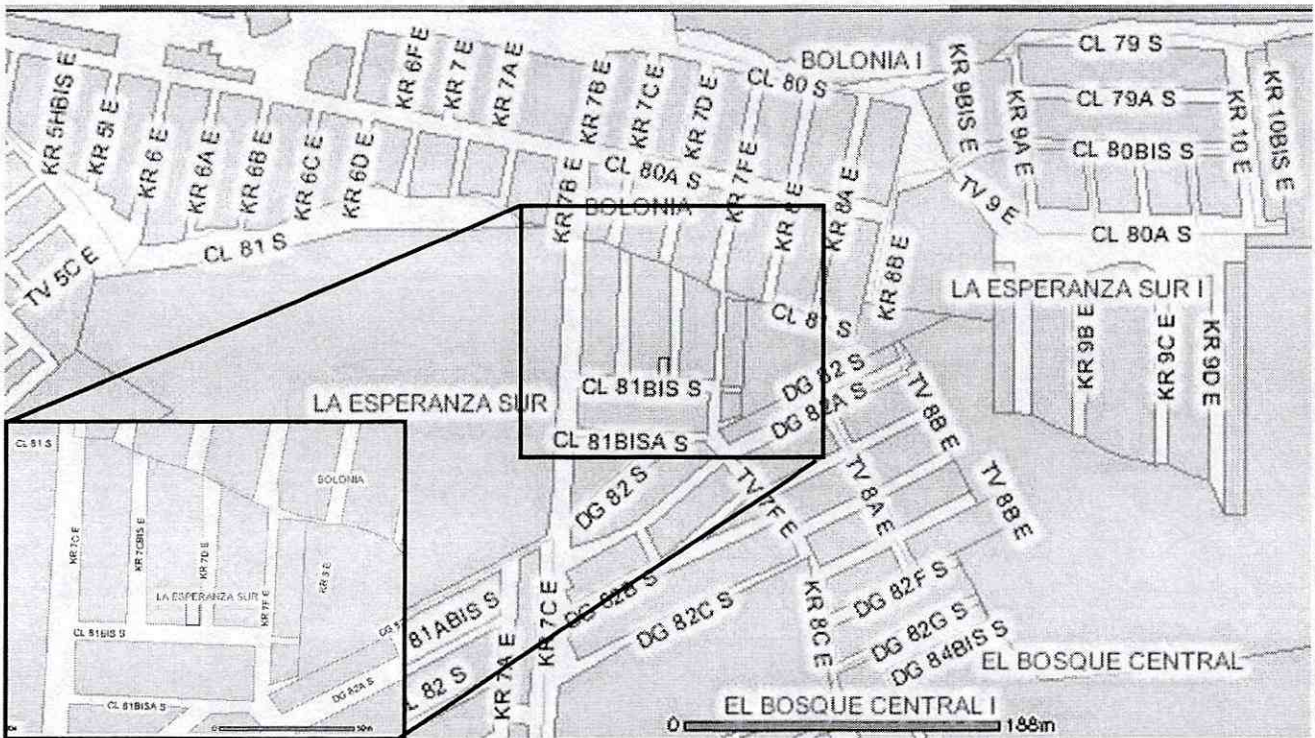 BOLONIA I
CL 79 S
CL 79A S
CL 80BIS S
CL 80A S
KR 9BIS E
KR 9A E
KR 10 E
KR 10BIS E
TV 9 E
KR 5HBIS E
KR 5I E
KR 6 E
KR 6A E
KR 6B E
KR 6C E
KR 6D E
KR 6FE
KR 7 E
KR 7A E
KR 7B E
KR 7C E
KR 7D E
KR 7FE
CL 80 S
CL 80A S
KR 8 E
KR 8A E
KR 8B E
KR 7B E
BOLONIA
TV 5C E
CL 81 S
LA ESPERANZA SUR I
KR 9B E
KR 9C E
KR 9D E
LA ESPERANZA SUR
CL 81BIS S
CL 81BISA S
DG 82 S
DG 82A S
TV 8B E
TV 8B E
TV 8A E
TV 7F E
DG 82 S
DG 82B S
DG 82C S
KR 8C E
DG 82F S
DG 82G S
DG 84BIS S
EL BOSQUE CENTRAL
EL BOSQUE CENTRAL I
KR 7C E
KR 7A E
81ABIS S
82 S
0 188m
CL 81 S
BOLONIA
KR 7C E
KR 7CBIS E
KR 7D E
KR 7F E
KR 8 E
LA ESPERANZA SUR
CL 81BIS S
DG 82A S
CL 81BISA S